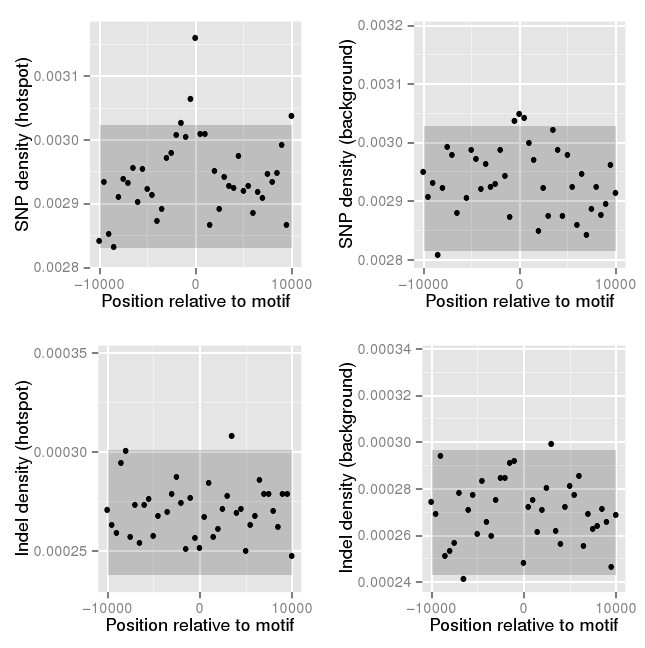 SNP density (hotspot)
0.0031
0.0030
0.0029
0.0028
−10000 0 10000
Position relative to motif
SNP density (background)
0.0032
0.0031
0.0030
0.0029
0.0028
−10000 0 10000
Position relative to motif
Indel density (hotspot)
0.00035
0.00030
0.00025
−10000 0 10000
Position relative to motif
Indel density (background)
0.00034
0.00032
0.00030
0.00028
0.00026
0.00024
−10000 0 10000
Position relative to motif